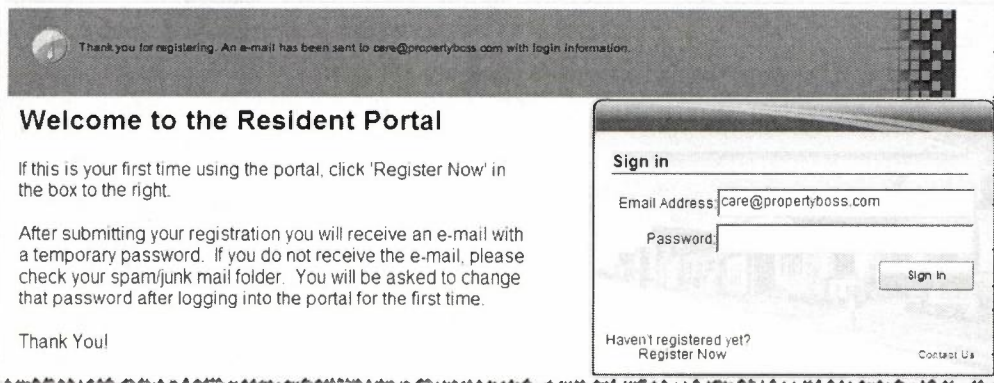 Thank you for registering. An e-mail has been sent to care@propertyboss com with login information.
Welcome to the Resident Portal
If this is your first time using the portal, click 'Register Now' in
the box to the right.
After submitting your registration you will receive an e-mail with
a temporary password. If you do not receive the e-mail, please
check your spam/junk mail folder. You will be asked to change
that password after logging into the portal for the first time.
Thank You!
Sign in
Email Address: care@propertyboss.com
Password:
Sign In
Haven't registered yet?
Register Now
Contact Us